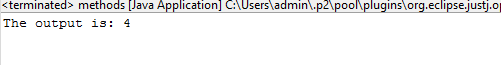 <terminated> methods [Java Application] C:\Users\admin\.p2\pool\plugins\org.eclipse.justj.op
The output is: 4